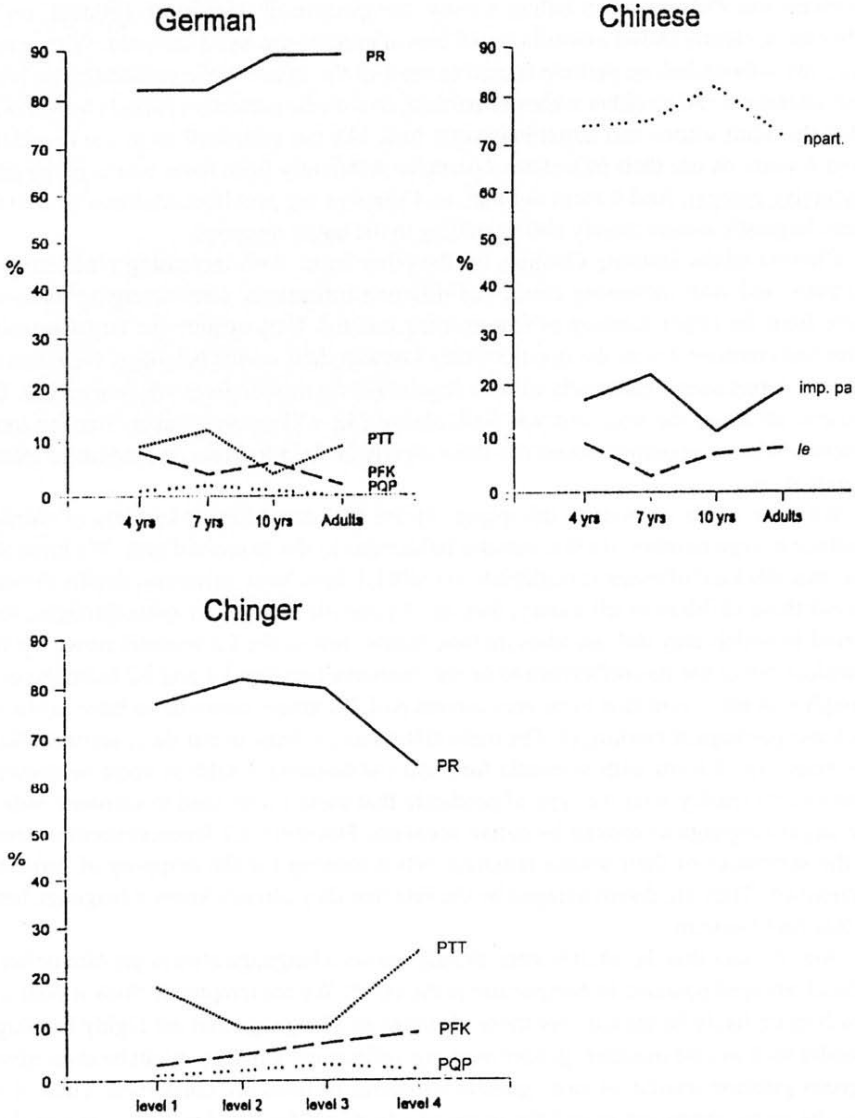 German
90
80
70
60
50
%
40
30
20
10
0
PR
PTT
PFK
PQP
4 yrs 7 yrs 10 yrs Adults
Chinese
90
80
70
60
50
%
40
30
20
10
0
npart.
imp. pa
le
4 yrs 7 yrs 10 yrs Adults
Chinger
90
80
70
60
%
50
40
30
20
10
0
PR
PTT
PFK
PQP
level 1 level 2 level 3 level 4